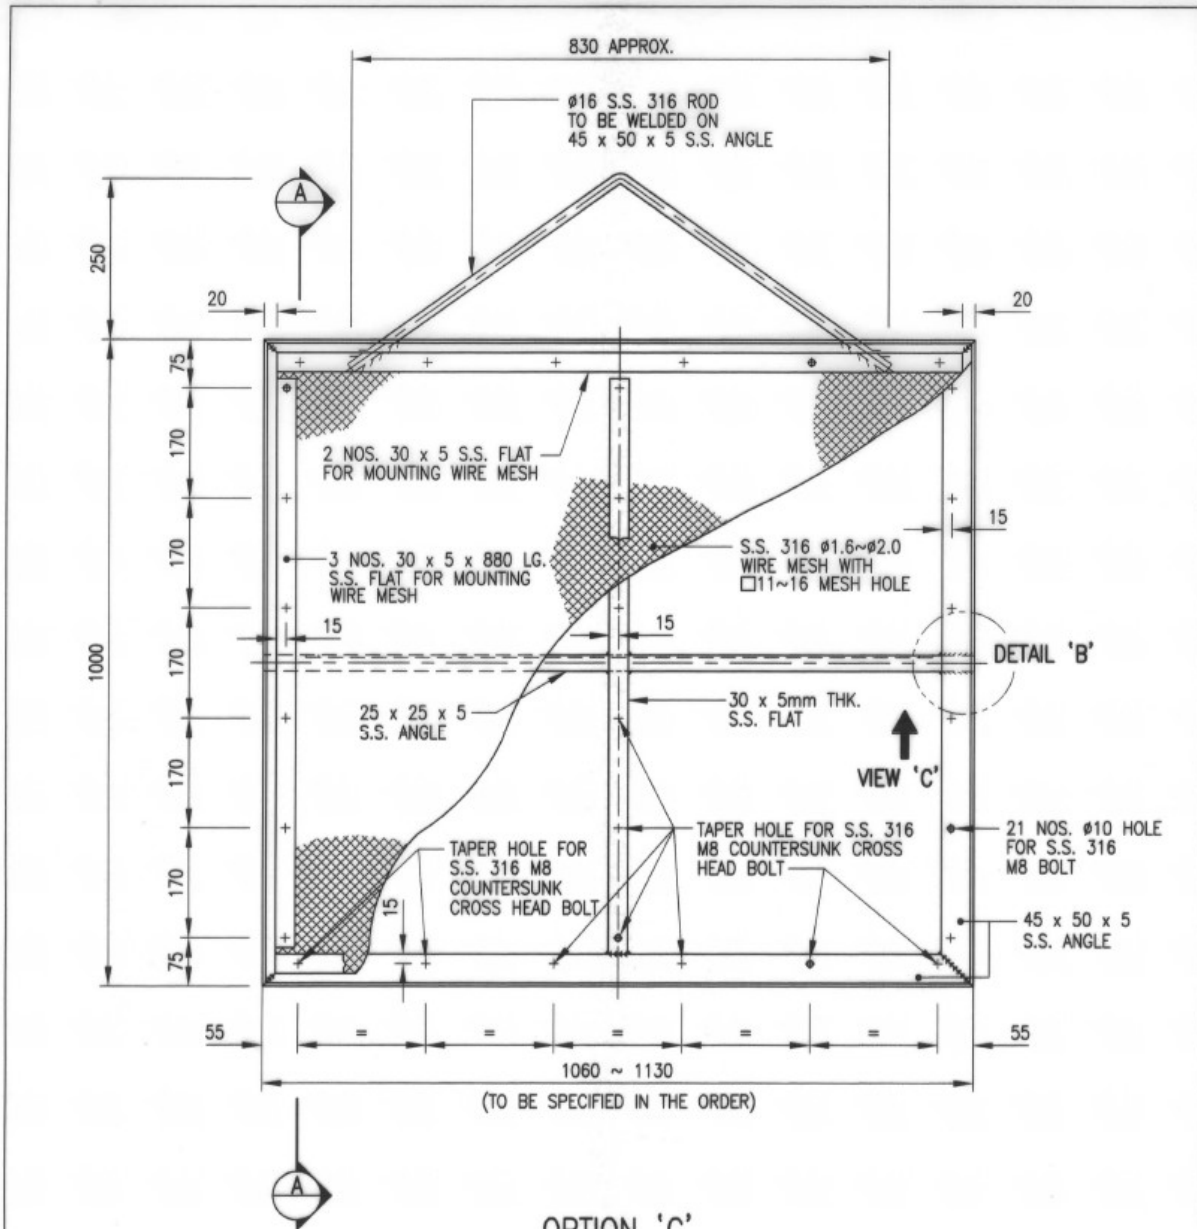 830 APPROX.
ø16 S.S. 316 ROD
TO BE WELDED ON
45 x 50 x 5 S.S. ANGLE
A
250
20
20
75
170
170
170
170
170
75
1000
2 NOS. 30 x 5 S.S. FLAT
FOR MOUNTING WIRE MESH
15
3 NOS. 30 x 5 x 880 LG.
S.S. FLAT FOR MOUNTING
WIRE MESH
S.S. 316 ø1.6~ø2.0
WIRE MESH WITH
□11~16 MESH HOLE
15
15
DETAIL 'B'
25 x 25 x 5
S.S. ANGLE
30 x 5mm THK.
S.S. FLAT
VIEW 'C'
TAPER HOLE FOR
S.S. 316 M8
COUNTERSUNK
CROSS HEAD BOLT
TAPER HOLE FOR S.S. 316
M8 COUNTERSUNK CROSS
HEAD BOLT
21 NOS. ø10 HOLE
FOR S.S. 316
M8 BOLT
15
45 x 50 x 5
S.S. ANGLE
55 = = = = = 55
1060 ~ 1130
(TO BE SPECIFIED IN THE ORDER)
A
OPTION 'C'